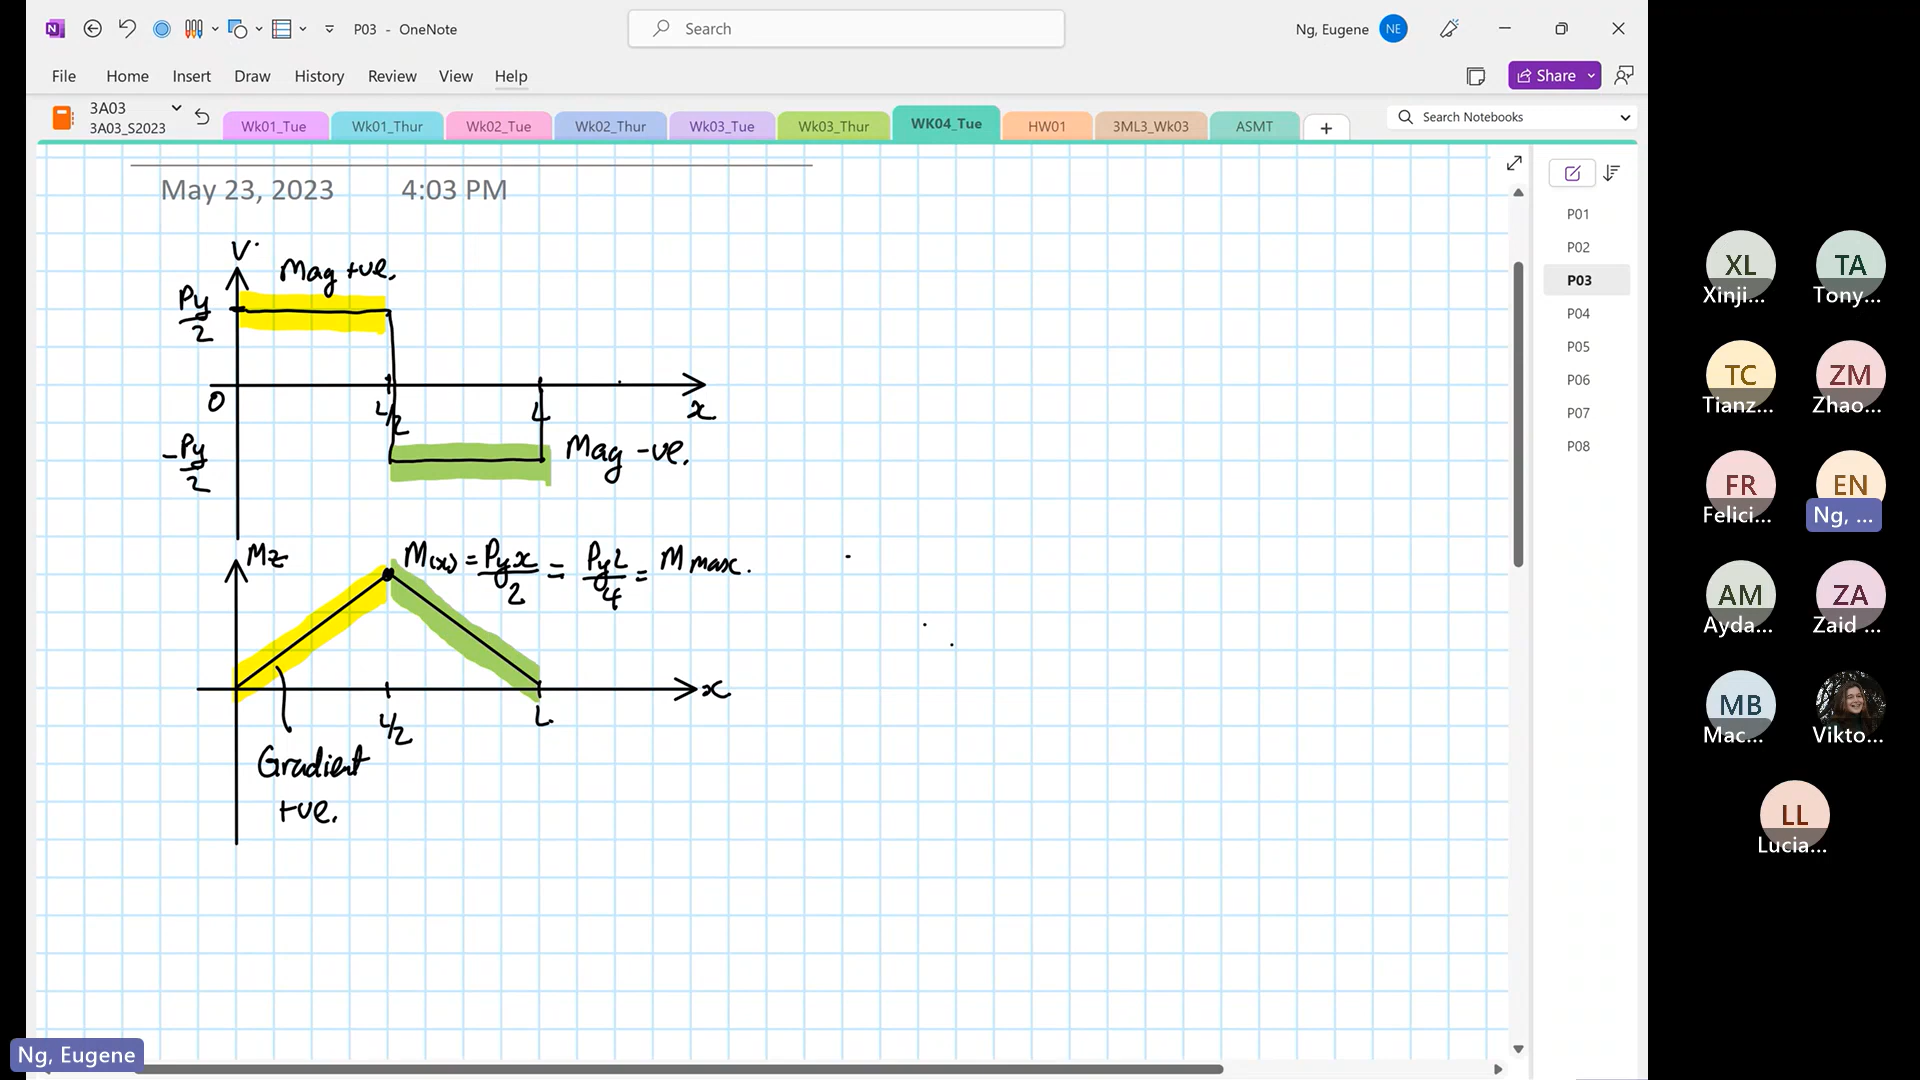 P03 - OneNote
Search
Ng, Eugene
NE
File Home Insert Draw History Review View Help
Share
3A03
3A03_S2023
Wk01_Tue Wk01_Thur Wk02_Tue Wk02_Thur Wk03_Tue Wk03_Thur WK04_Tue HW01 3ML3_Wk03 ASMT +
Search Notebooks
May 23, 2023 4:03 PM
V
Mag +ve.
Py/2
0
L/2
L
x
-Py/2
Mag -ve.
Mz
M(x) = Pyx/2 = PyL/4 = M max.
x
L/2
L
Gradient
+ve.
P01
P02
P03
P04
P05
P06
P07
P08
XL
Xinji...
TA
Tony...
TC
Tianz...
ZM
Zhao...
FR
Felici...
EN
Ng, ...
AM
Ayda...
ZA
Zaid ...
MB
Mac...
Vikto...
LL
Lucia...
Ng, Eugene